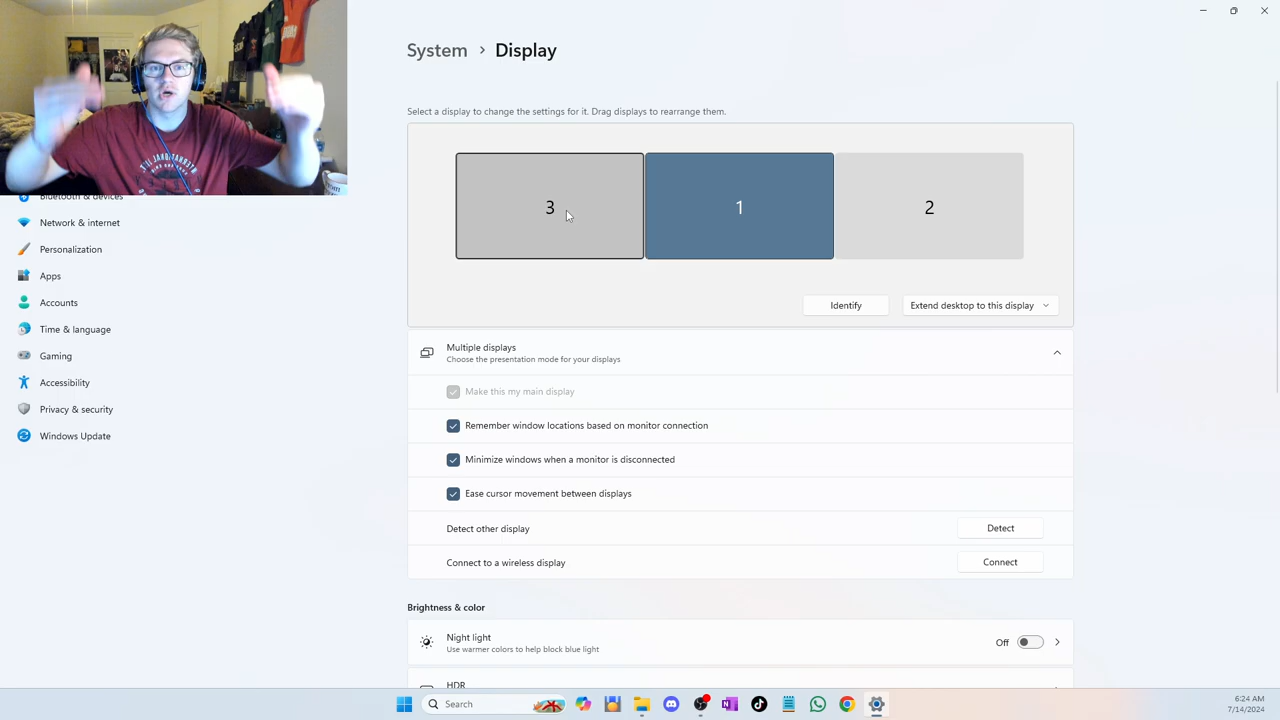 System > Display
Select a display to change the settings for it. Drag displays to rearrange them.
3
1
2
Identify
Extend desktop to this display
Bluetooth & devices
Network & internet
Personalization
Apps
Accounts
Time & language
Gaming
Accessibility
Privacy & security
Windows Update
Multiple displays
Choose the presentation mode for your displays
Make this my main display
Remember window locations based on monitor connection
Minimize windows when a monitor is disconnected
Ease cursor movement between displays
Detect other display
Detect
Connect to a wireless display
Connect
Brightness & color
Night light
Use warmer colors to help block blue light
Off
HDR
Search
6:24 AM
7/14/2024